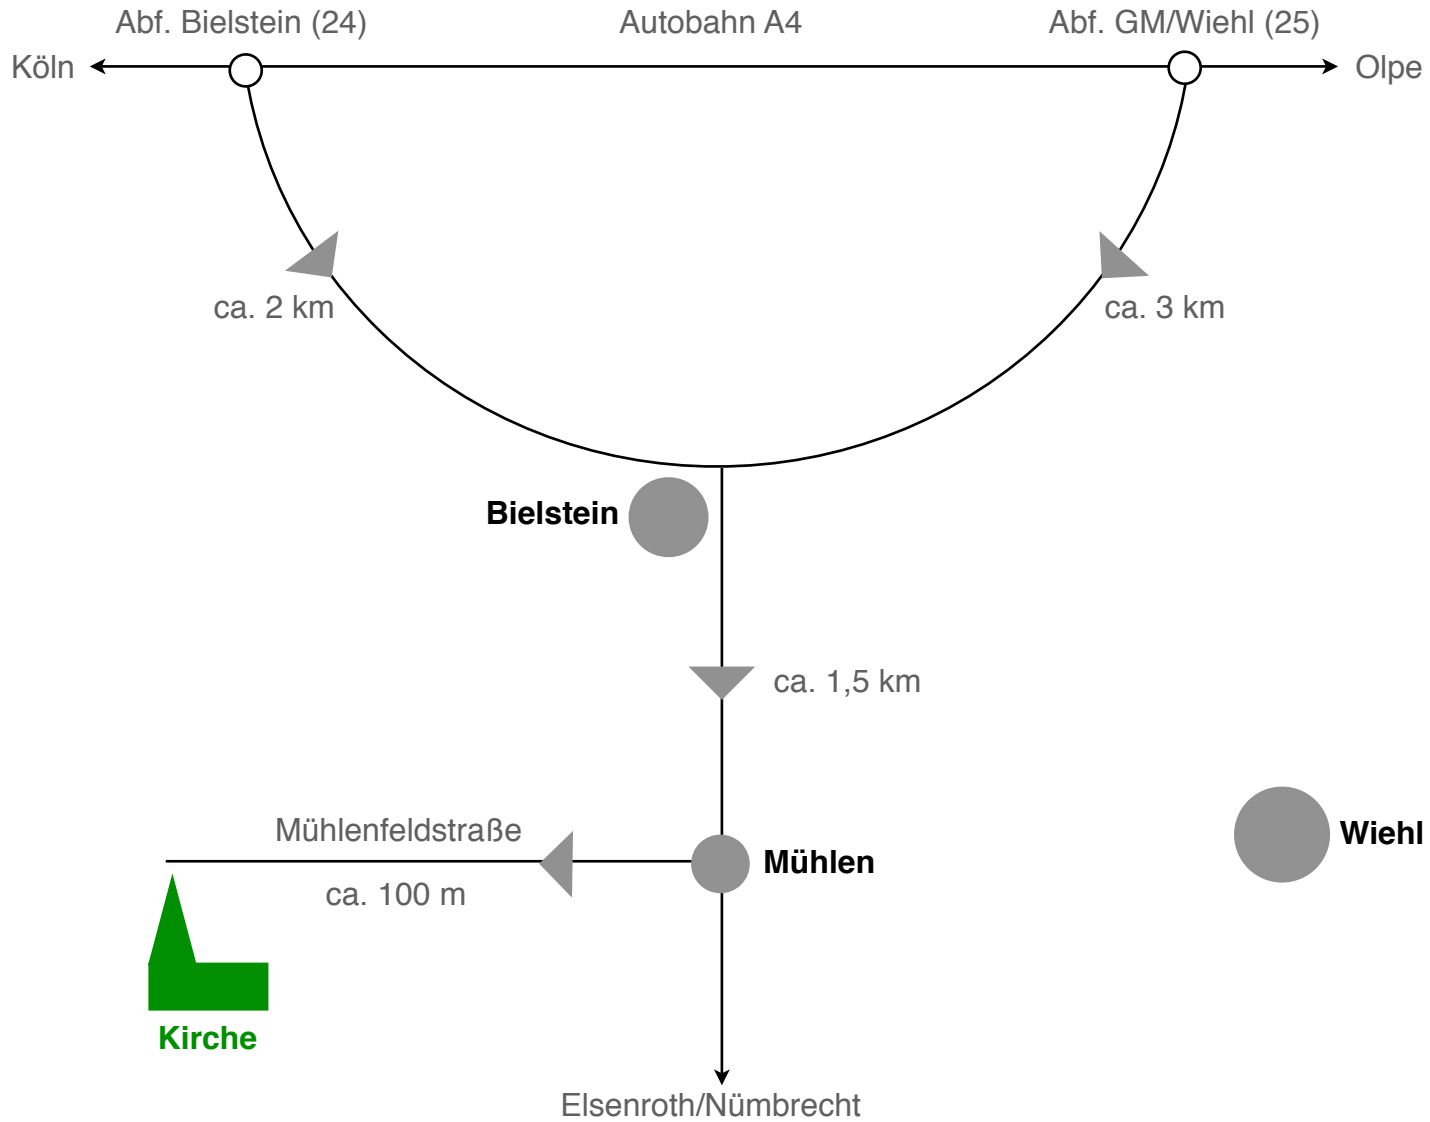 Abf. Bielstein (24)
Autobahn A4
Abf. GM/Wiehl (25)
Köln
Olpe
ca. 2 km
ca. 3 km
Bielstein
ca. 1,5 km
Mühlenfeldstraße
Wiehl
Mühlen
ca. 100 m
Kirche
Elsenroth/Nümbrecht